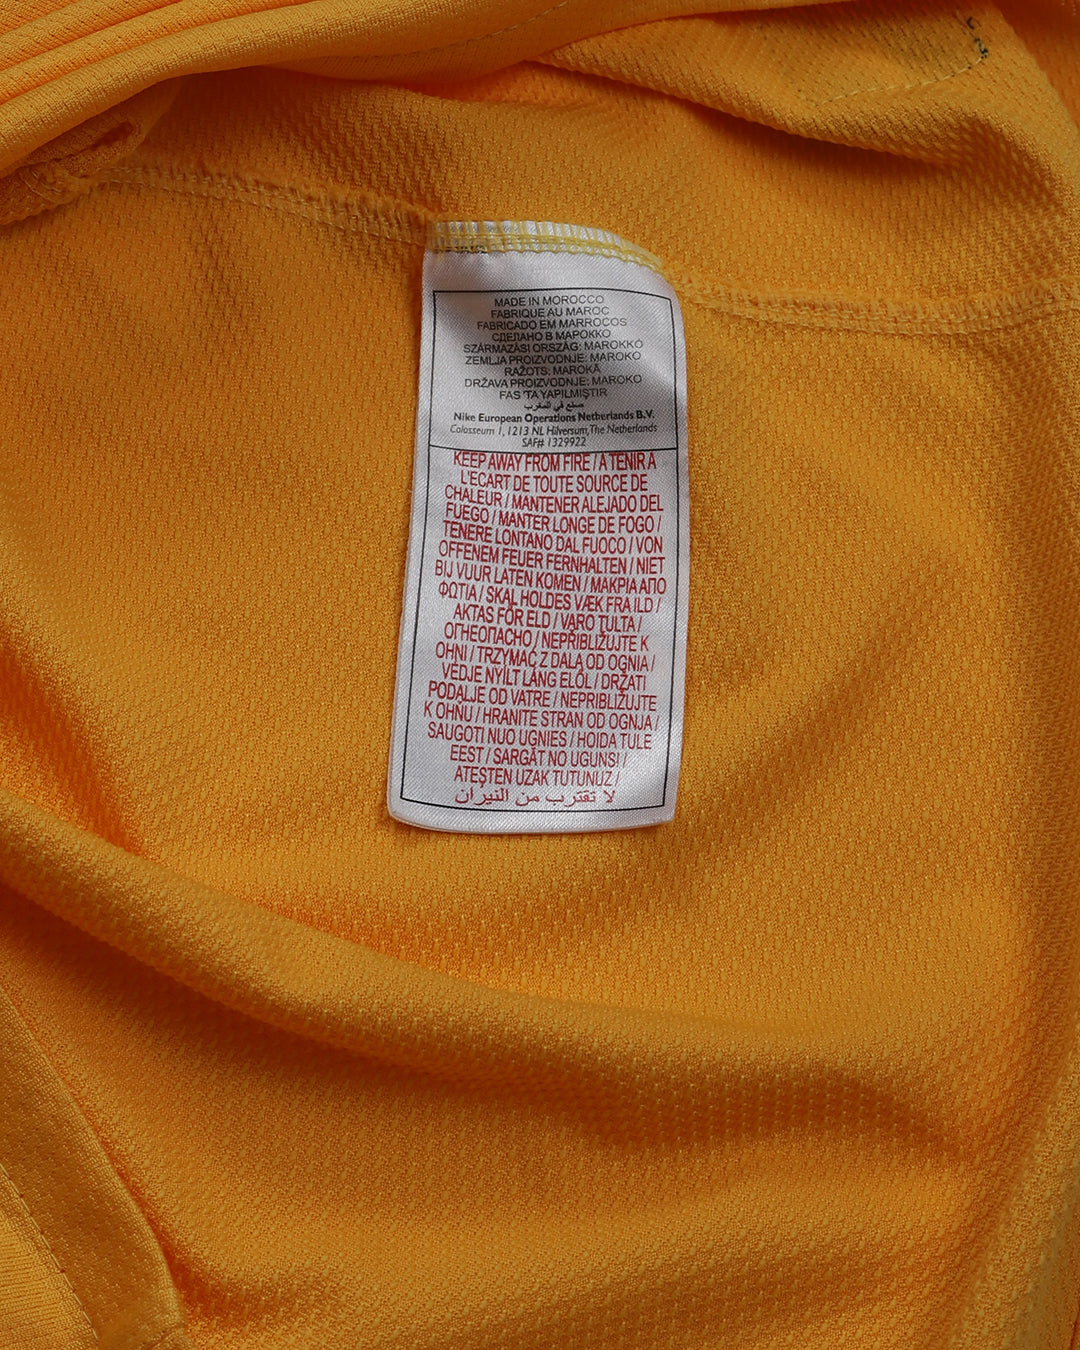 MADE IN MOROCCO
FABRIQUE AU MAROC
FABRICADO EM MARROCOS
СДЕЛАНО В МАРОККО
SZÁRMAZÁSI ORSZÁG: MAROKKÓ
ZEMLJA PROIZVODNJE: MAROKO
RAŽOTS: MAROKĀ
DRŽAVA PROIZVODNJE: MAROKO
FAS 'TA YAPILMIŞTIR
صنع في المغرب
Nike European Operations Netherlands B.V.
Colosseum 1, 1213 NL Hilversum, The Netherlands
SAF# 1329922
KEEP AWAY FROM FIRE / A TENIR A
L'ECART DE TOUTE SOURCE DE
CHALEUR / MANTENER ALEJADO DEL
FUEGO / MANTER LONGE DE FOGO /
TENERE LONTANO DAL FUOCO / VON
OFFENEM FEUER FERNHALTEN / NIET
BIJ VUUR LATEN KOMEN / ΜΑΚΡΙΑ ΑΠΟ
ΦΩΤΙΑ / SKAL HOLDES VÆK FRA ILD /
AKTAS FÖR ELD / VARO TULTA /
ОГНЕОПАСНО / NEPŘIBLIŽUJTE K
OHNI / TRZYMAĆ Z DALA OD OGNIA /
VÉDJE NYÍLT LÁNG ELŐL / DRŽATI
PODALJE OD VATRE / NEPRIBLIŽUJTE
K OHŇU / HRANITE STRAN OD OGNJA /
SAUGOTI NUO UGNIES / HOIDA TULE
EEST / SARGĀT NO UGUNS! /
ATEŞTEN UZAK TUTUNUZ /
لا تقترب من النيران